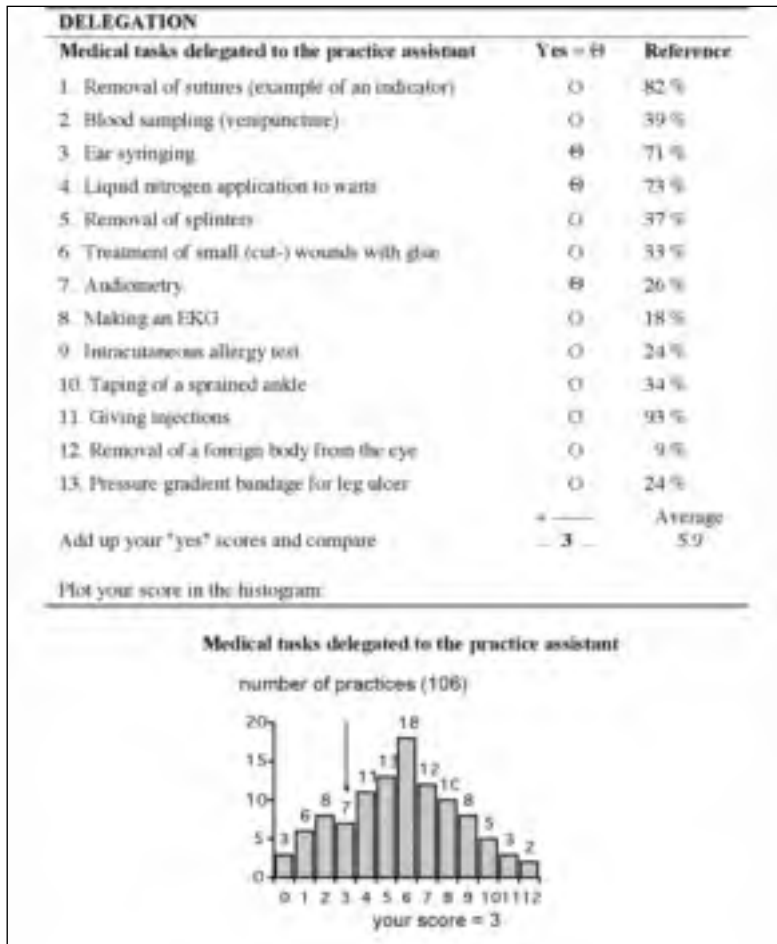 DELEGATION
Medical tasks delegated to the practice assistant Yes = Θ Reference
1. Removal of sutures (example of an indicator) O 82 %
2. Blood sampling (venipuncture) O 39 %
3. Ear syringing Θ 71 %
4. Liquid nitrogen application to warts Θ 73 %
5. Removal of splinters O 37 %
6. Treatment of small (cut-) wounds with glue O 33 %
7. Audiometry Θ 26 %
8. Making an EKG O 18 %
9. Intracutaneous allergy test O 24 %
10. Taping of a sprained ankle O 34 %
11. Giving injections O 93 %
12. Removal of a foreign body from the eye O 9 %
13. Pressure gradient bandage for leg ulcer O 24 %
+ —— Average
Add up your "yes" scores and compare ... 3 ... 5.9
Plot your score in the histogram:
Medical tasks delegated to the practice assistant
number of practices (106)
20
15
10
5
0
3 6 8 7 11 13 18 12 10 8 5 3 2
0 1 2 3 4 5 6 7 8 9 10 11 12
your score = 3